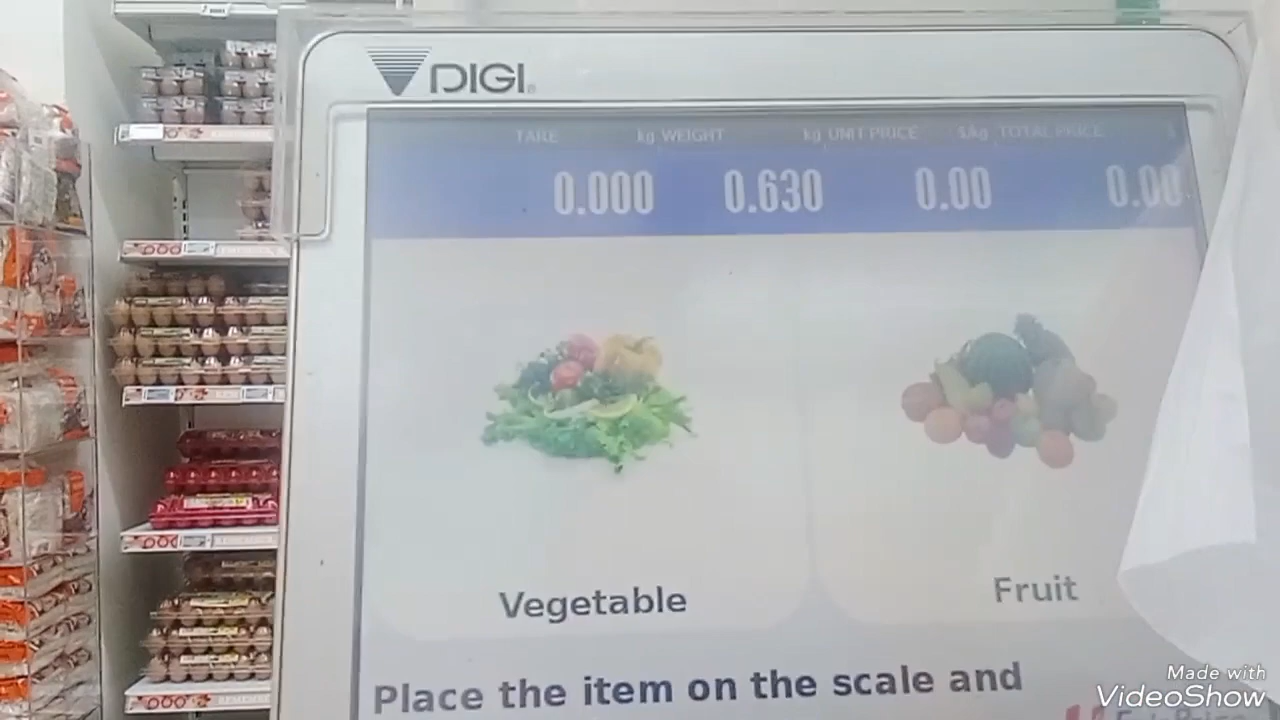 DIGI
TARE kg WEIGHT kg UNIT PRICE $/kg TOTAL PRICE $
0.000 0.630 0.00 0.00
Vegetable Fruit
Place the item on the scale and
Made with
VideoShow